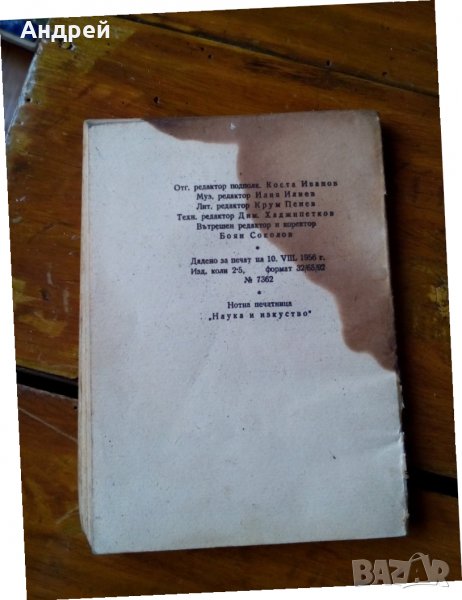 Андрей
Отг. редактор подполк. Коста Иванов
Муз. редактор Илия Илиев
Лит. редактор Крум Пенев
Техн. редактор Дим. Хаджипетков
Вътрешен редактор и коректор
Боян Соколов
*
Дадено за печат на 10. VIII. 1956 г.
Изд. коли 2·5, формат 32/65/92
№ 7362
*
Нотна печатница
„Наука и изкуство"
BAZAR